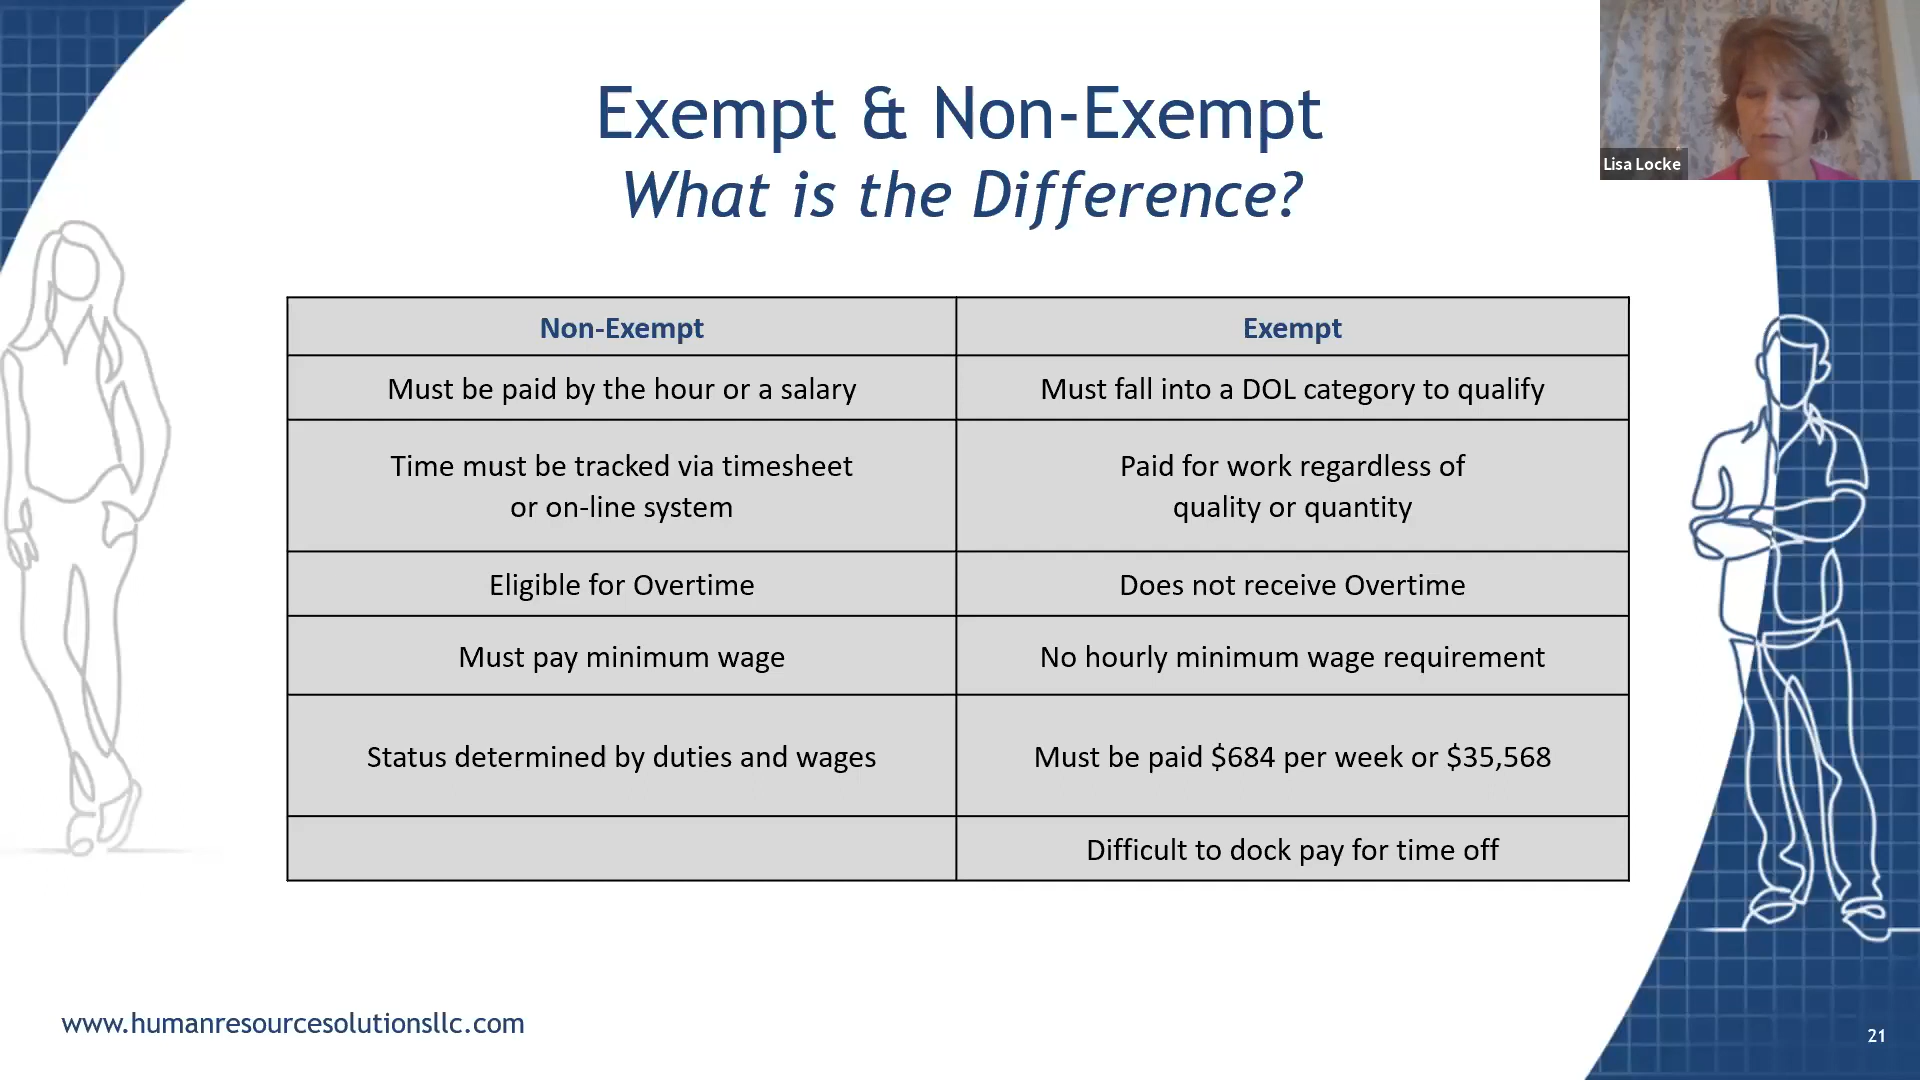 Exempt & Non-Exempt
What is the Difference?
Lisa Locke
Non-Exempt
Exempt
Must be paid by the hour or a salary
Must fall into a DOL category to qualify
Time must be tracked via timesheet
or on-line system
Paid for work regardless of
quality or quantity
Eligible for Overtime
Does not receive Overtime
Must pay minimum wage
No hourly minimum wage requirement
Status determined by duties and wages
Must be paid $684 per week or $35,568
Difficult to dock pay for time off
www.humanresourcesolutionsllc.com
21